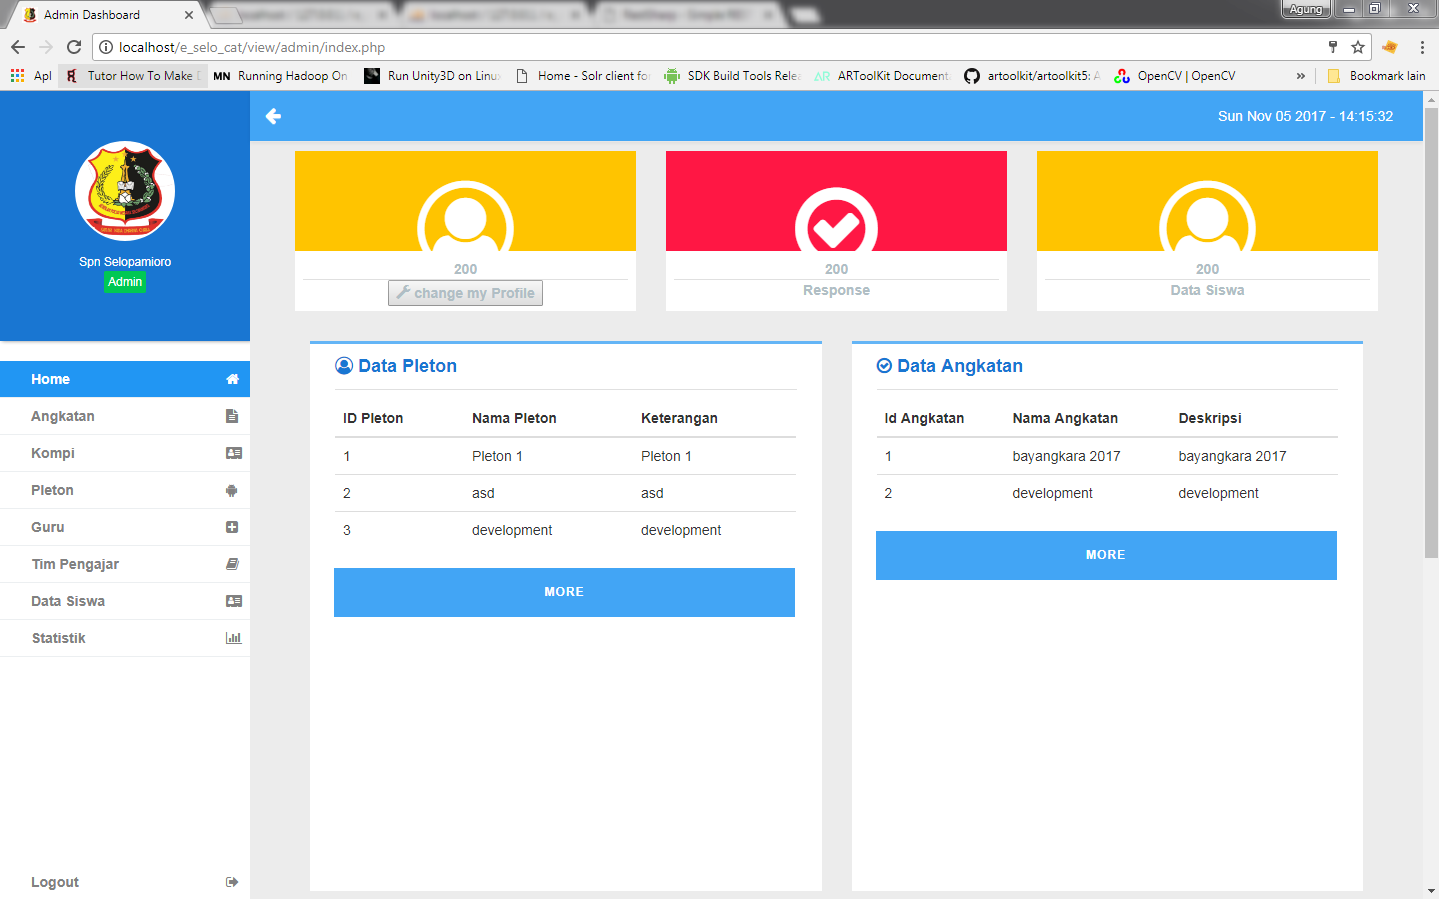 Agung
Admin Dashboard
localhost/e_selo_cat/view/admin/index.php
Apl
Tutor How To Make
MN Running Hadoop On
Run Unity3D on Linux
Home - Solr client for
SDK Build Tools Rele
ARToolKit Document
artoolkit/artoolkit5: A
OpenCV | OpenCV
»
Bookmark lain
Sun Nov 05 2017 - 14:15:32
Spn Selopamioro
Admin
Home
Angkatan
Kompi
Pleton
Guru
Tim Pengajar
Data Siswa
Statistik
Logout
200
change my Profile
200
Response
200
Data Siswa
Data Pleton
ID Pleton Nama Pleton Keterangan
1 Pleton 1 Pleton 1
2 asd asd
3 development development
MORE
Data Angkatan
Id Angkatan Nama Angkatan Deskripsi
1 bayangkara 2017 bayangkara 2017
2 development development
MORE